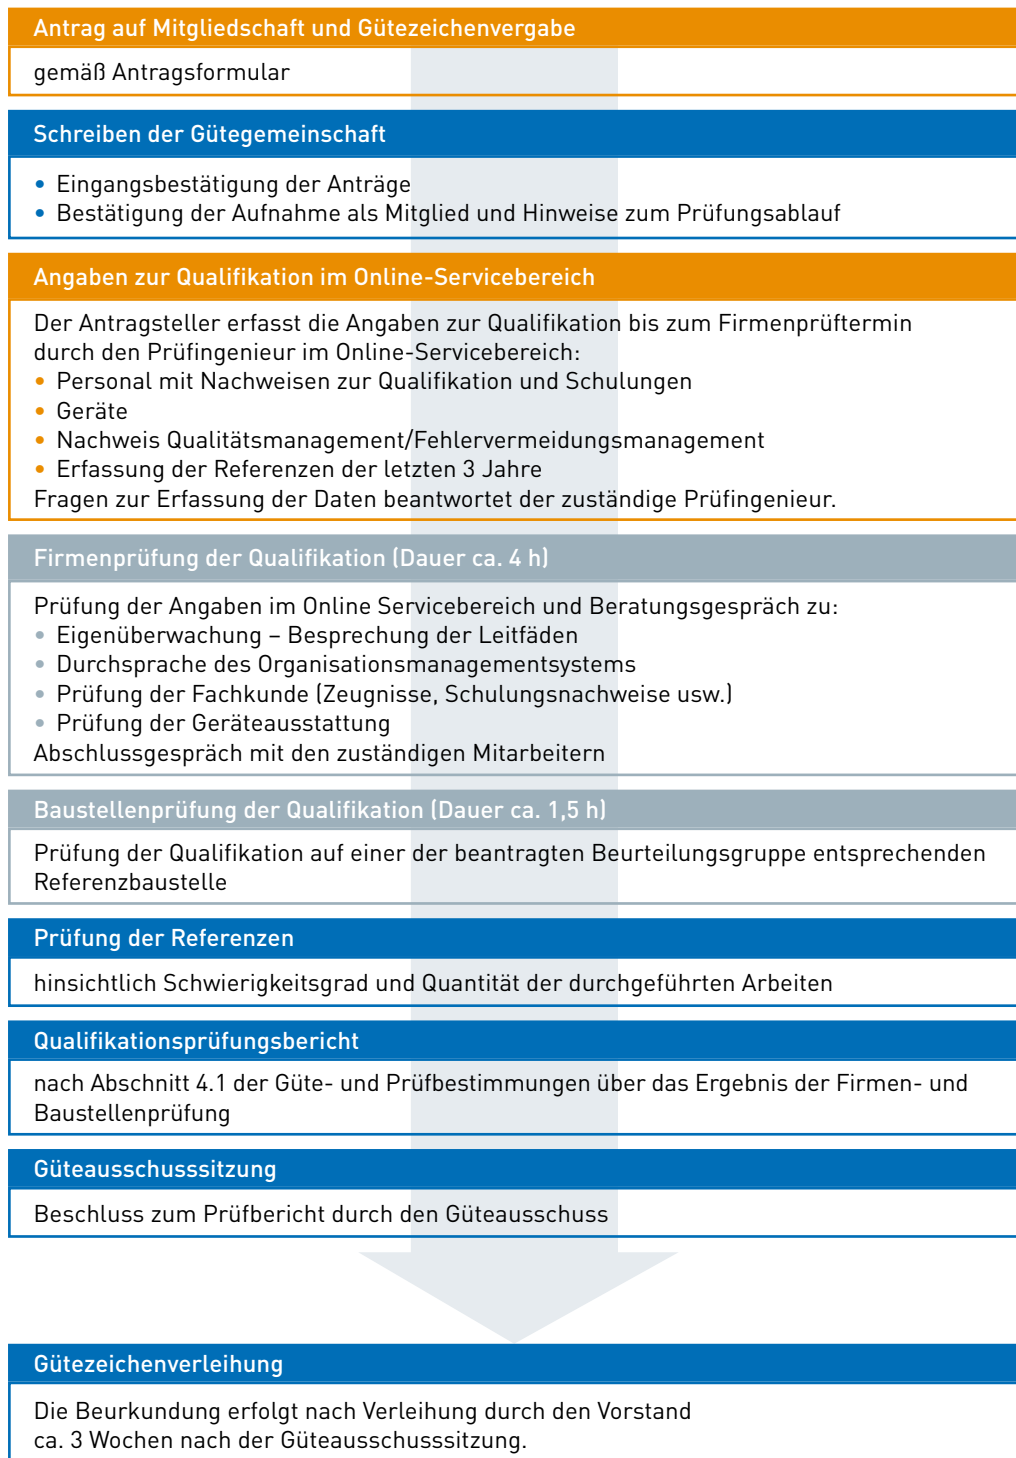 Antrag auf Mitgliedschaft und Gütezeichenvergabe
gemäß Antragsformular
Schreiben der Gütegemeinschaft
• Eingangsbestätigung der Anträge
• Bestätigung der Aufnahme als Mitglied und Hinweise zum Prüfungsablauf
Angaben zur Qualifikation im Online-Servicebereich
Der Antragsteller erfasst die Angaben zur Qualifikation bis zum Firmenprüftermin
durch den Prüfingenieur im Online-Servicebereich:
• Personal mit Nachweisen zur Qualifikation und Schulungen
• Geräte
• Nachweis Qualitätsmanagement/Fehlervermeidungsmanagement
• Erfassung der Referenzen der letzten 3 Jahre
Fragen zur Erfassung der Daten beantwortet der zuständige Prüfingenieur.
Firmenprüfung der Qualifikation (Dauer ca. 4 h)
Prüfung der Angaben im Online Servicebereich und Beratungsgespräch zu:
• Eigenüberwachung – Besprechung der Leitfäden
• Durchsprache des Organisationsmanagementsystems
• Prüfung der Fachkunde (Zeugnisse, Schulungsnachweise usw.)
• Prüfung der Geräteausstattung
Abschlussgespräch mit den zuständigen Mitarbeitern
Baustellenprüfung der Qualifikation (Dauer ca. 1,5 h)
Prüfung der Qualifikation auf einer der beantragten Beurteilungsgruppe entsprechenden
Referenzbaustelle
Prüfung der Referenzen
hinsichtlich Schwierigkeitsgrad und Quantität der durchgeführten Arbeiten
Qualifikationsprüfungsbericht
nach Abschnitt 4.1 der Güte- und Prüfbestimmungen über das Ergebnis der Firmen- und
Baustellenprüfung
Güteausschusssitzung
Beschluss zum Prüfbericht durch den Güteausschuss
Gütezeichenverleihung
Die Beurkundung erfolgt nach Verleihung durch den Vorstand
ca. 3 Wochen nach der Güteausschusssitzung.